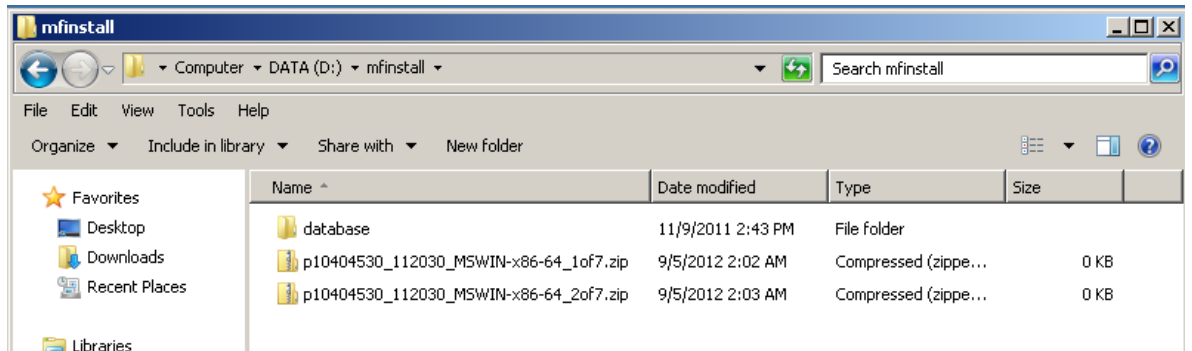 mfinstall
Computer DATA (D:) mfinstall Search mfinstall
File Edit View Tools Help
Organize Include in library Share with New folder
Favorites
Desktop
Downloads
Recent Places
Libraries
Name Date modified Type Size
database 11/9/2011 2:43 PM File folder
p10404530_112030_MSWIN-x86-64_1of7.zip 9/5/2012 2:02 AM Compressed (zippe... 0 KB
p10404530_112030_MSWIN-x86-64_2of7.zip 9/5/2012 2:03 AM Compressed (zippe... 0 KB